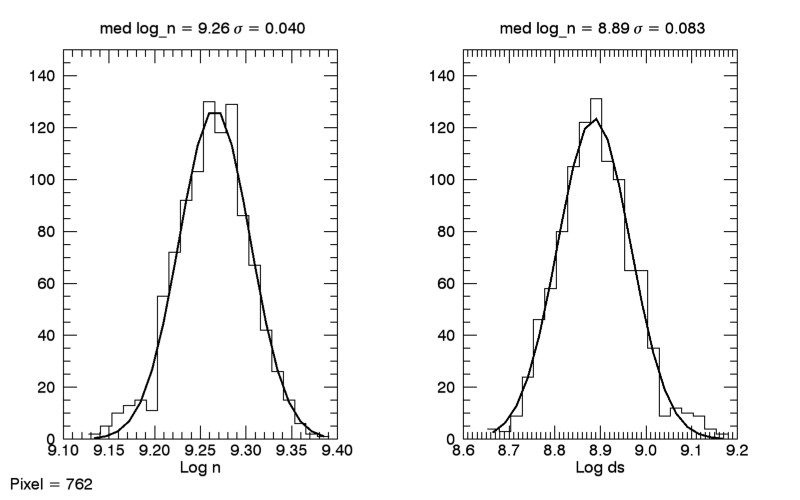 med log_n = 9.26 σ = 0.040
med log_n = 8.89 σ = 0.083
140
120
100
80
60
40
20
0
9.10 9.15 9.20 9.25 9.30 9.35 9.40
Log n
140
120
100
80
60
40
20
0
8.6 8.7 8.8 8.9 9.0 9.1 9.2
Log ds
Pixel = 762